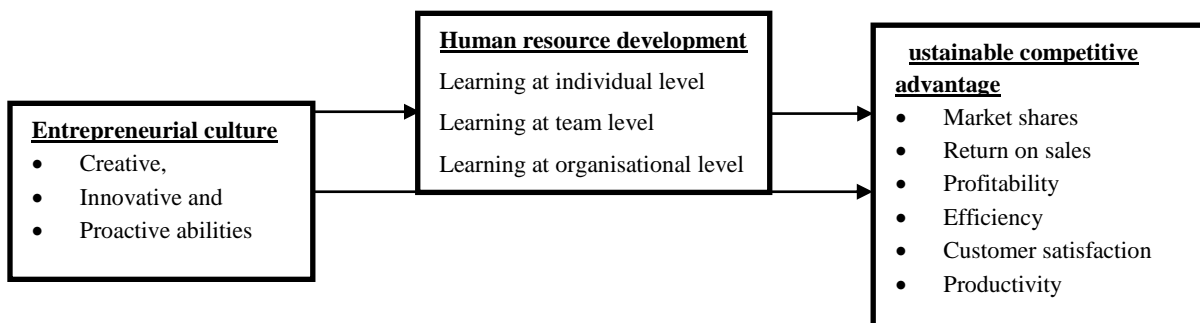 Entrepreneurial culture
• Creative,
• Innovative and
• Proactive abilities
Human resource development
Learning at individual level
Learning at team level
Learning at organisational level
ustainable competitive
advantage
• Market shares
• Return on sales
• Profitability
• Efficiency
• Customer satisfaction
• Productivity